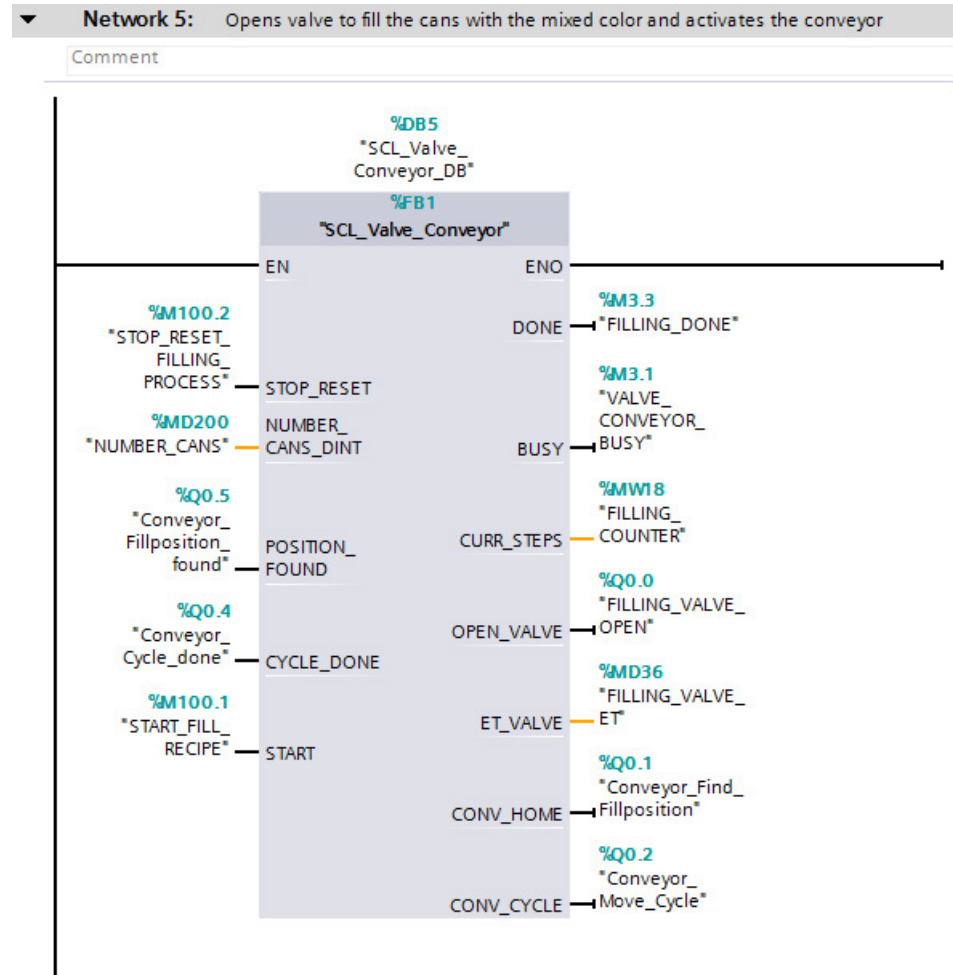 Network 5: Opens valve to fill the cans with the mixed color and activates the conveyor
Comment
%DB5
"SCL_Valve_
Conveyor_DB"
%FB1
"SCL_Valve_Conveyor"
EN
ENO
%M100.2
"STOP_RESET_
FILLING_
PROCESS"
STOP_RESET
%MD200
"NUMBER_CANS"
NUMBER_
CANS_DINT
%Q0.5
"Conveyor_
Fillposition_
found"
POSITION_
FOUND
%Q0.4
"Conveyor_
Cycle_done"
CYCLE_DONE
%M100.1
"START_FILL_
RECIPE"
START
DONE
%M3.3
"FILLING_DONE"
BUSY
%M3.1
"VALVE_
CONVEYOR_
BUSY"
CURR_STEPS
%MW18
"FILLING_
COUNTER"
OPEN_VALVE
%Q0.0
"FILLING_VALVE_
OPEN"
ET_VALVE
%MD36
"FILLING_VALVE_
ET"
CONV_HOME
%Q0.1
"Conveyor_Find_
Fillposition"
CONV_CYCLE
%Q0.2
"Conveyor_
Move_Cycle"